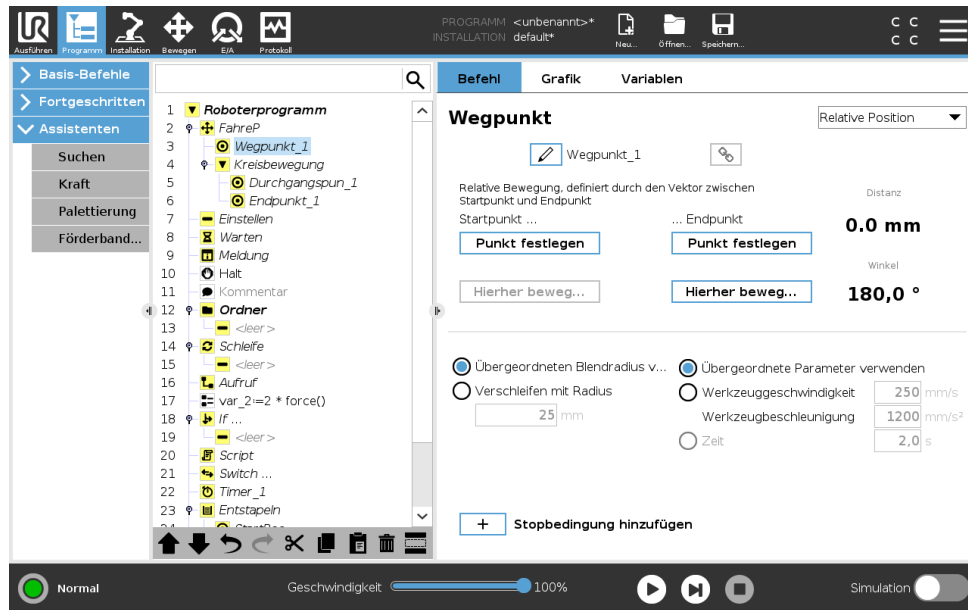 PROGRAMM <unbenannt>*
INSTALLATION default*
Ausführen
Programm
Installation
Bewegen
E/A
Protokoll
Neu...
Öffnen...
Speichern...
C C
C C
Basis-Befehle
Fortgeschritten
Assistenten
Suchen
Kraft
Palettierung
Förderband...
1 Roboterprogramm
2 FahreP
3 Wegpunkt_1
4 Kreisbewegung
5 Durchgangspun_1
6 Endpunkt_1
7 Einstellen
8 Warten
9 Meldung
10 Halt
11 Kommentar
12 Ordner
13 <leer>
14 Schleife
15 <leer>
16 Aufruf
17 var_2:=2 * force()
18 If ...
19 <leer>
20 Script
21 Switch ...
22 Timer_1
23 Entstapeln
Befehl
Grafik
Variablen
Wegpunkt
Relative Position
Wegpunkt_1
Relative Bewegung, definiert durch den Vektor zwischen
Startpunkt und Endpunkt
Startpunkt ...
... Endpunkt
Punkt festlegen
Punkt festlegen
Hierher beweg...
Hierher beweg...
Distanz
0.0 mm
Winkel
180,0 °
Übergeordneten Blendradius v...
Verschleifen mit Radius
25 mm
Übergeordnete Parameter verwenden
Werkzeuggeschwindigkeit 250 mm/s
Werkzeugbeschleunigung 1200 mm/s²
Zeit 2,0 s
+ Stopbedingung hinzufügen
Normal
Geschwindigkeit 100%
Simulation